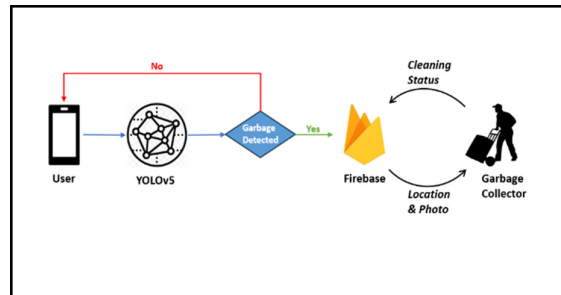 No
Cleaning
Status
Garbage
Detected
Yes
User
YOLOv5
Firebase
Location
& Photo
Garbage
Collector